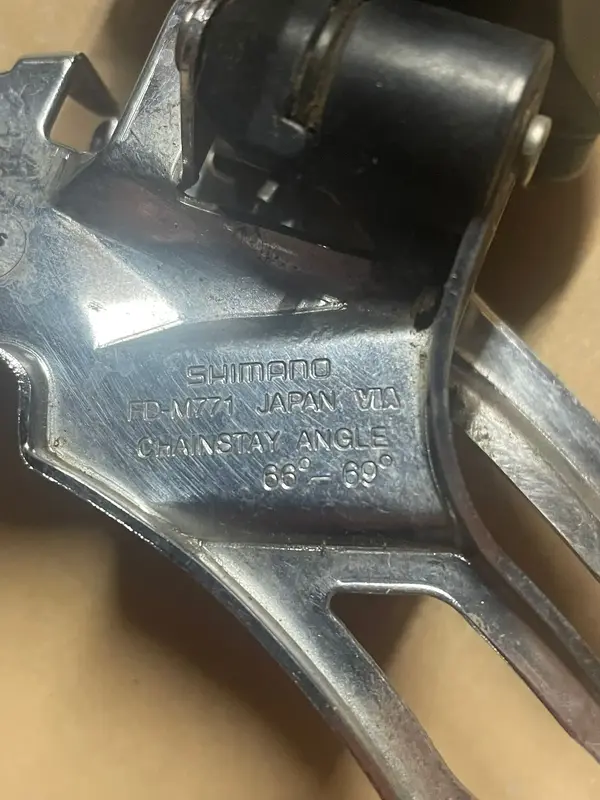 SHIMANO
FD-M771 JAPAN VIA
CHAINSTAY ANGLE
66°-69°